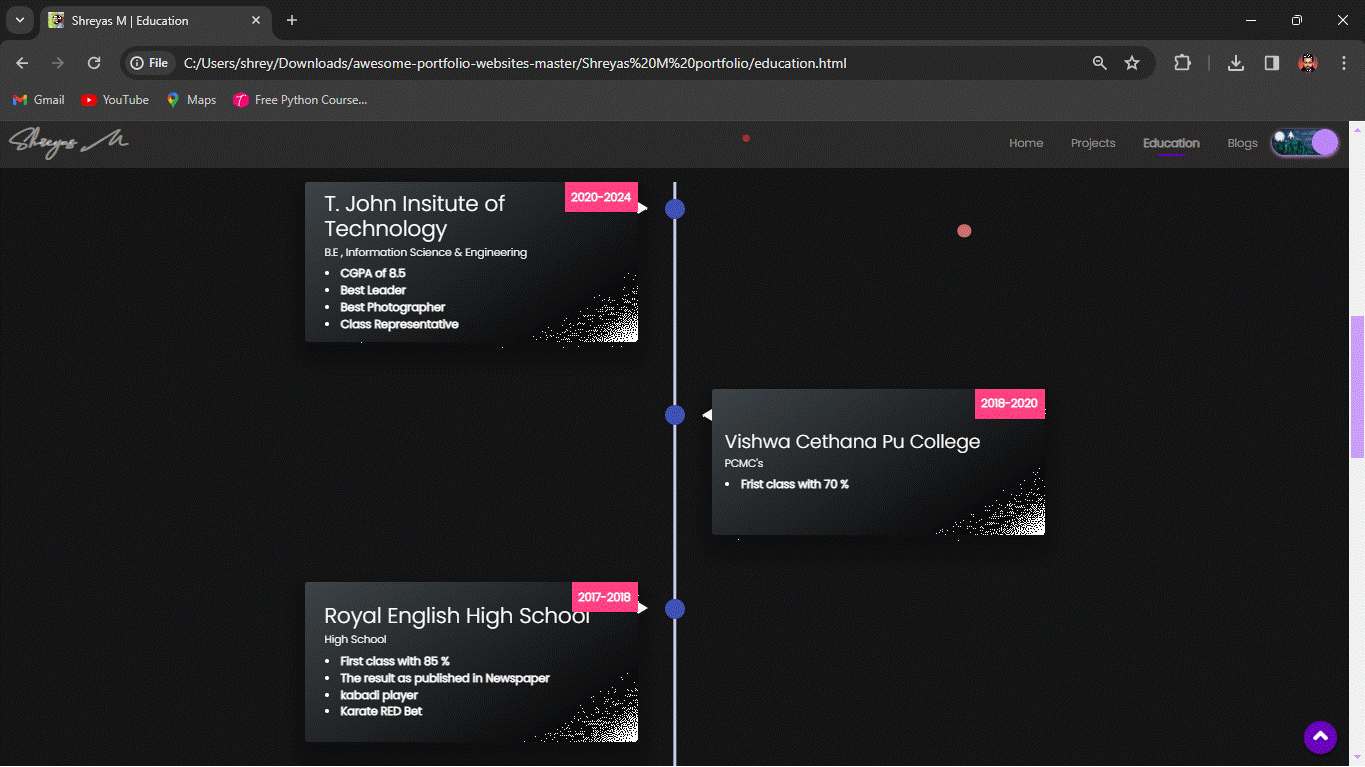 Shreyas M | Education
File
C:/Users/shrey/Downloads/awesome-portfolio-websites-master/Shreyas%20M%20portfolio/education.html
Gmail
YouTube
Maps
Free Python Course...
Shreyas M
Home
Projects
Education
Blogs
2020-2024
T. John Insitute of
Technology
B.E , Information Science & Engineering
• CGPA of 8.5
• Best Leader
• Best Photographer
• Class Representative
2018-2020
Vishwa Cethana Pu College
PCMC's
• Frist class with 70 %
2017-2018
Royal English High School
High School
• First class with 85 %
• The result as published in Newspaper
• kabadi player
• Karate RED Bet